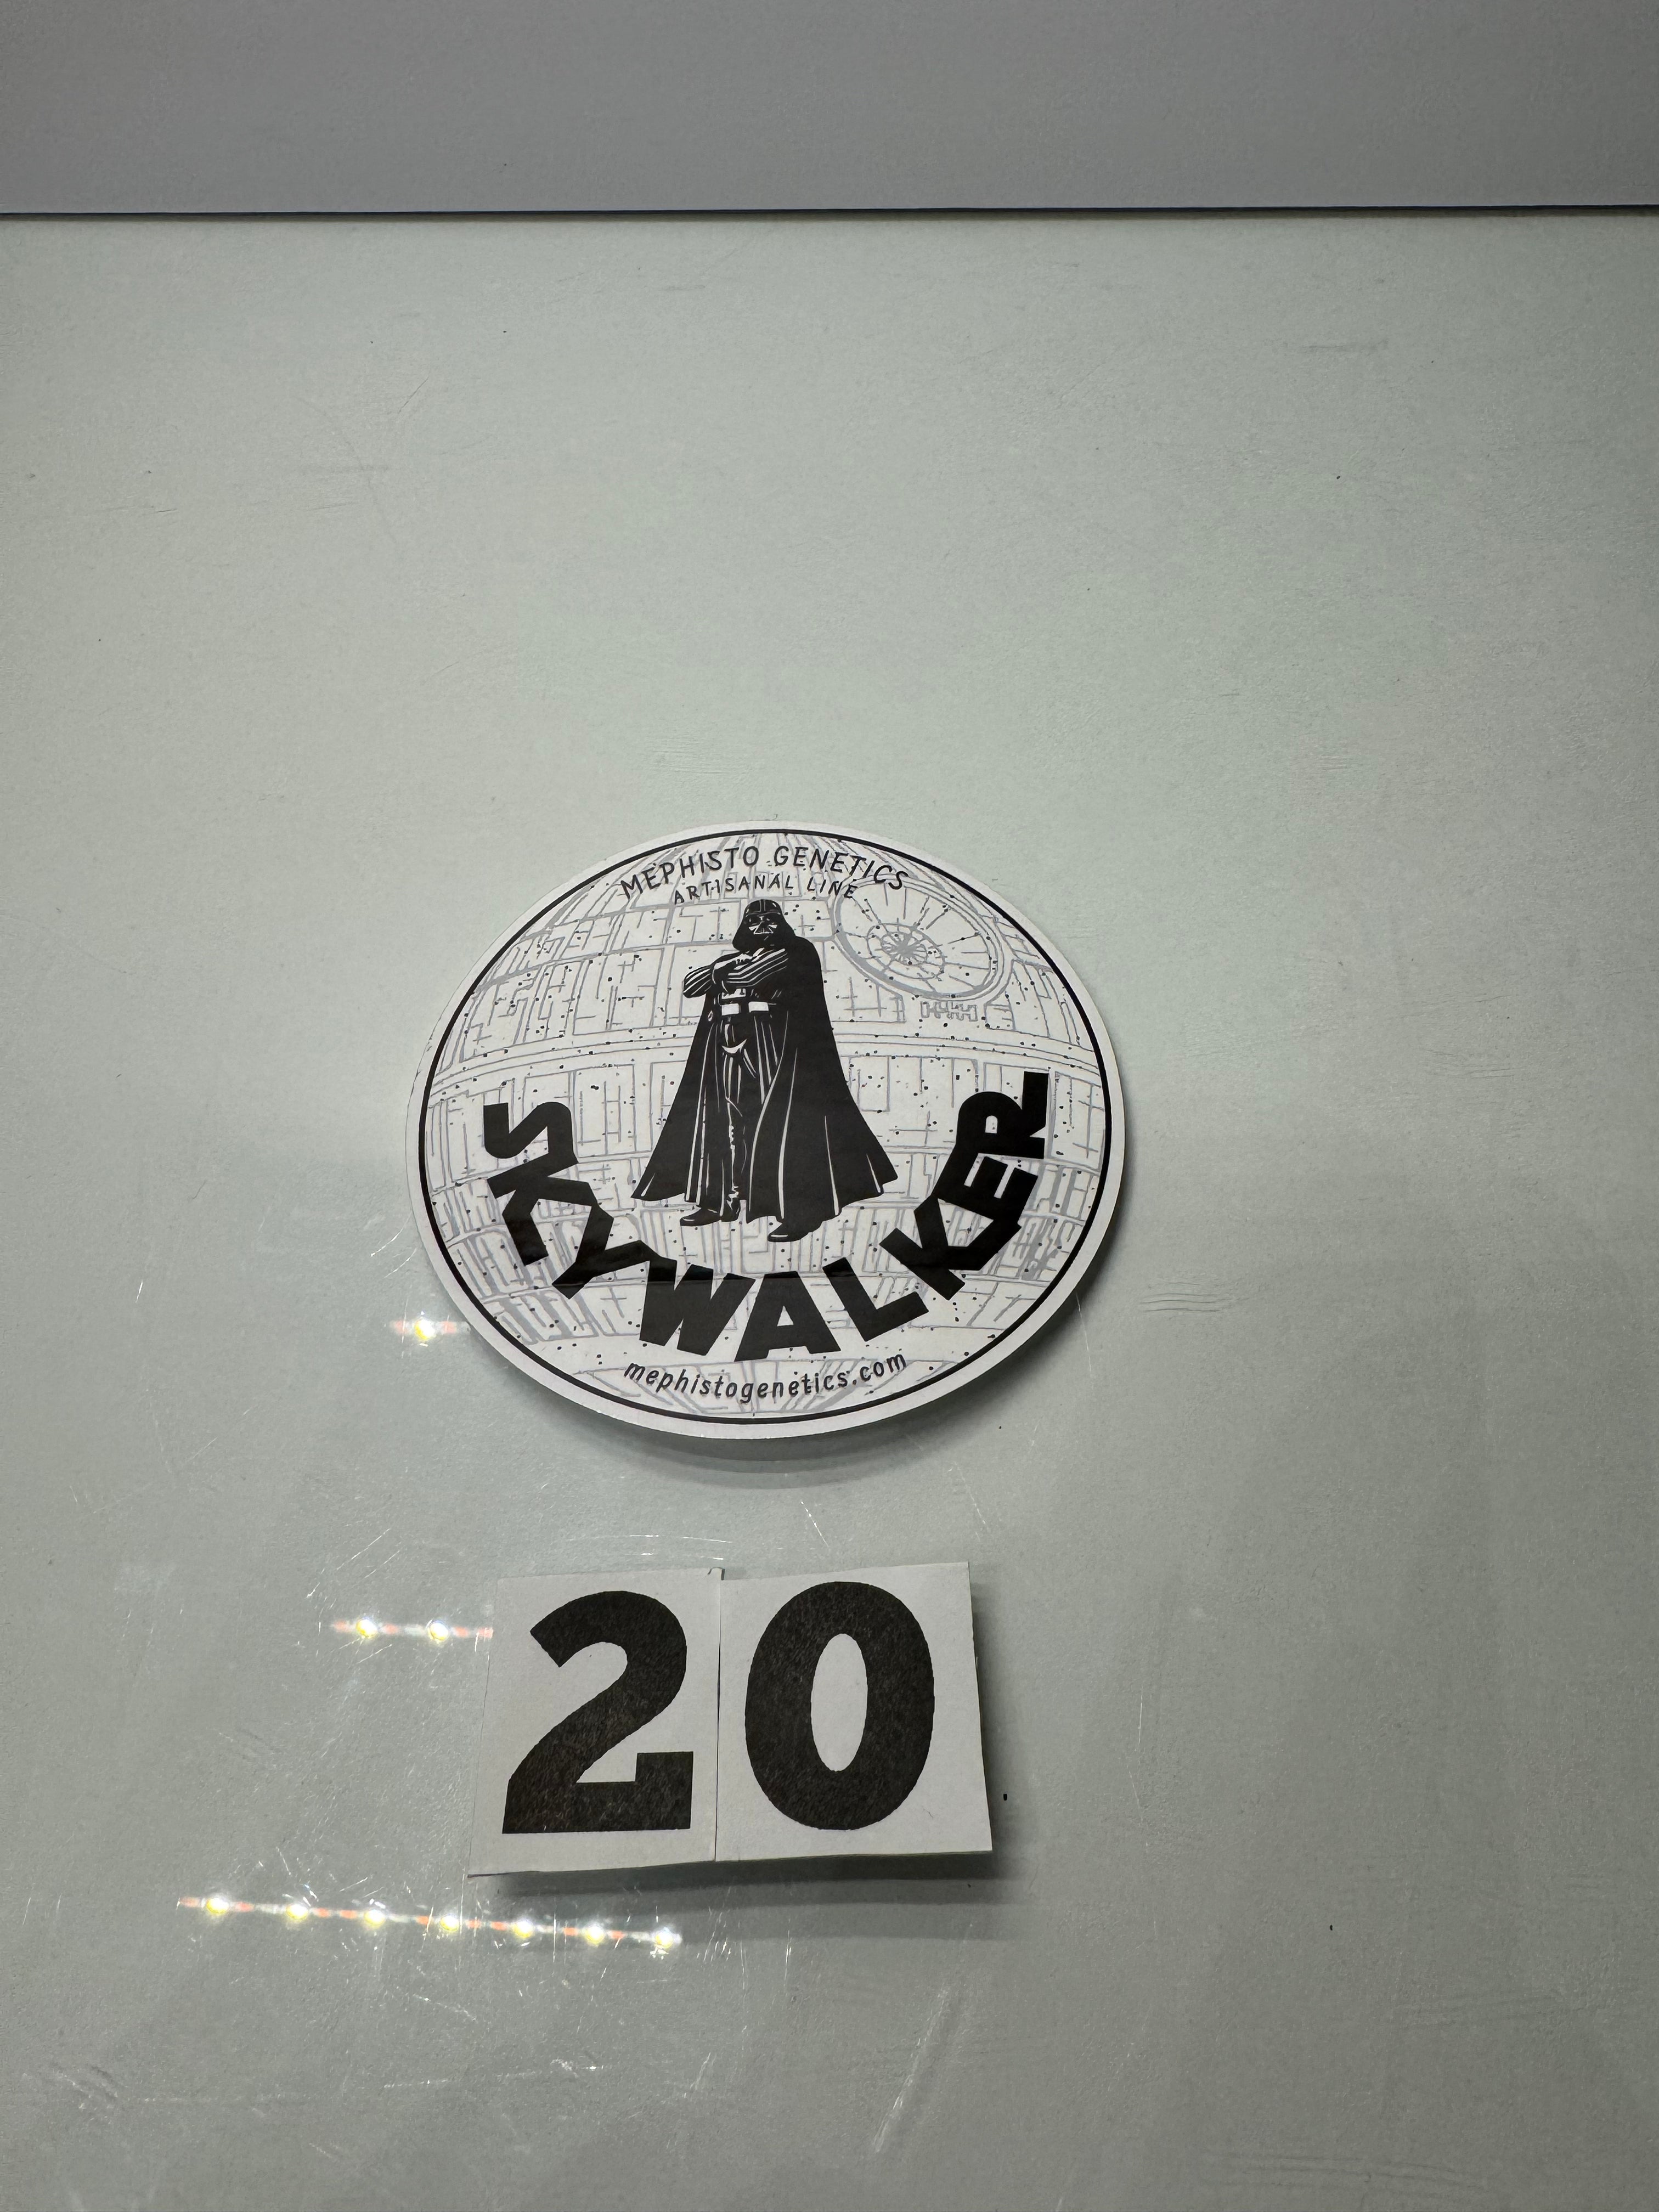 MEPHISTO GENETICS
ARTISANAL LINE
SKYWALKER
mephistogenetics.com
20